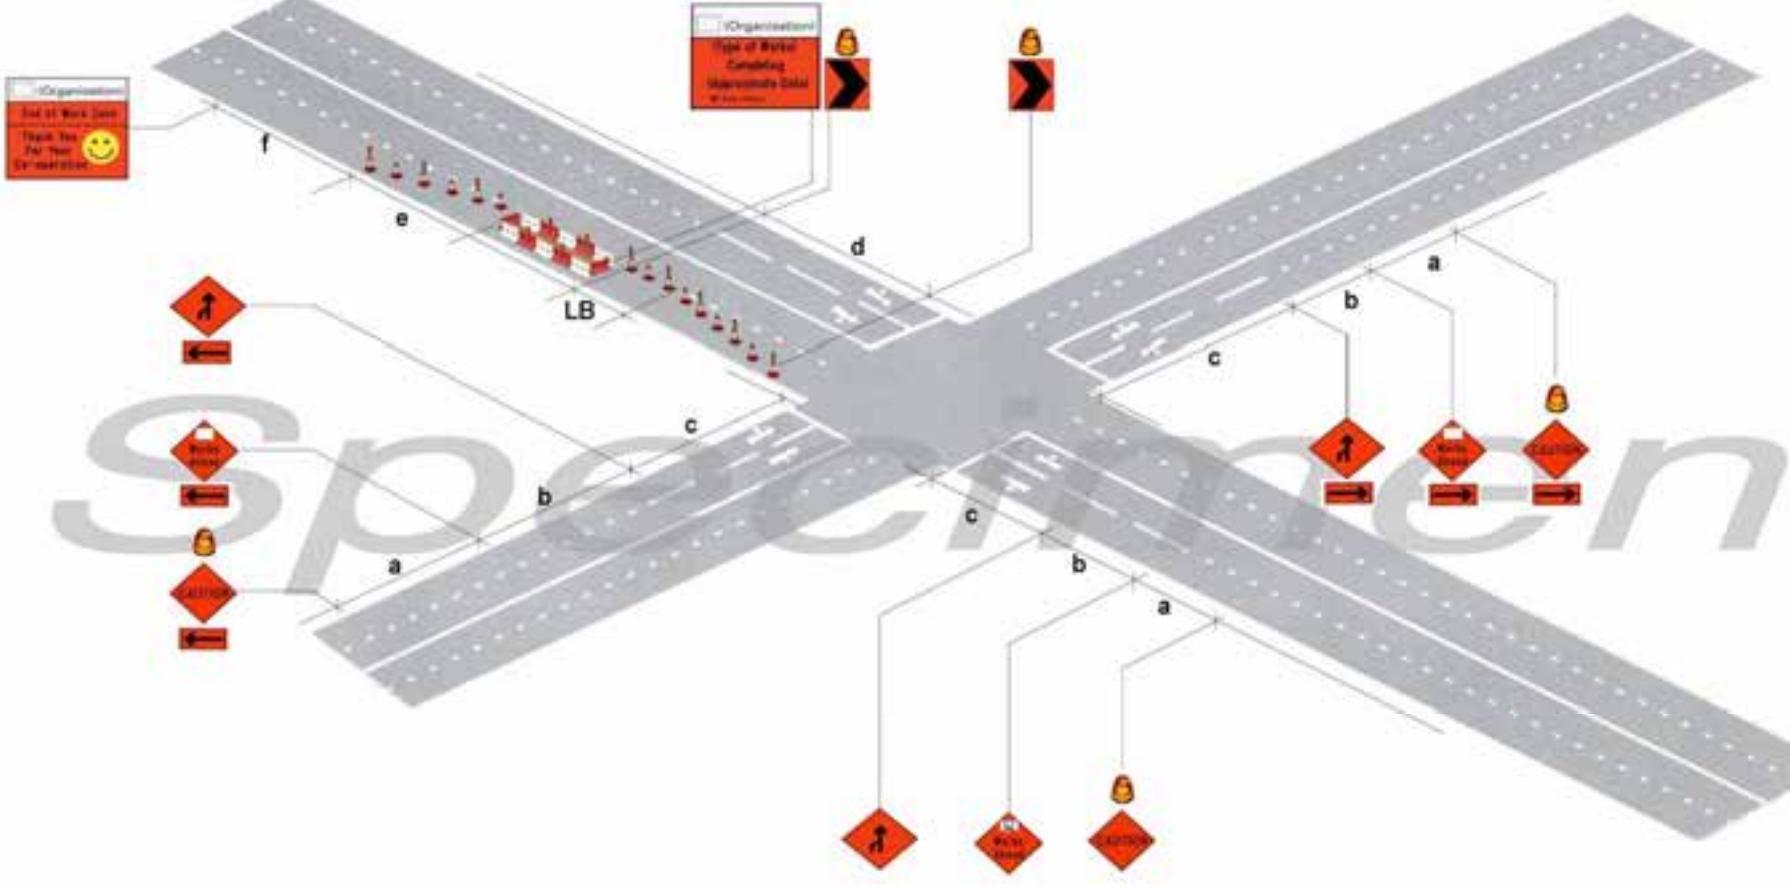 (Organisation)
(Type of Works)
Completing
(Approximate Date)
(Organisation)
End of Work Zone
Thank You
For Your
Co-operation
f
e
d
a
b
LB
c
c
Works
Ahead
b
Works
Ahead
CAUTION
Specimen
c
a
b
CAUTION
a
Works
Ahead
CAUTION